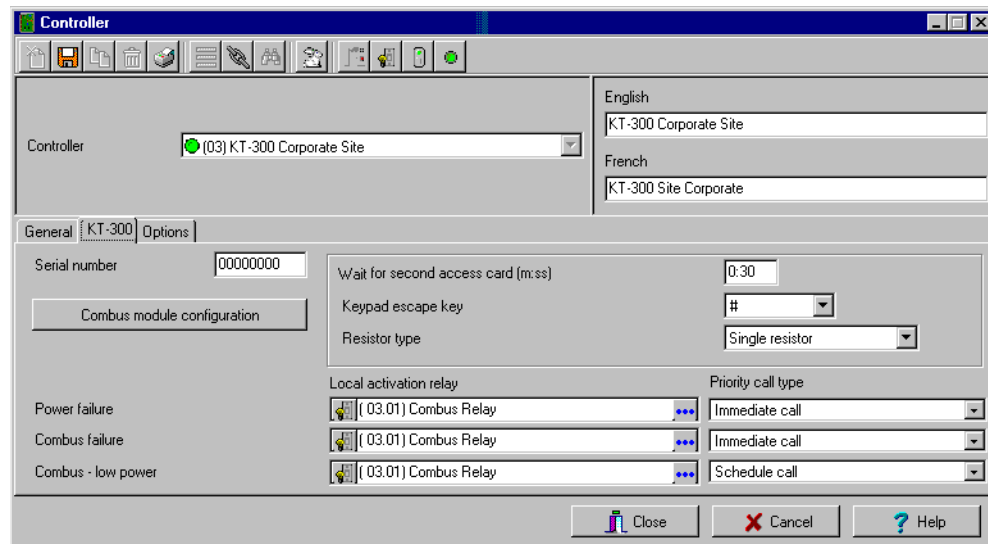 Controller
English
KT-300 Corporate Site
Controller
(03) KT-300 Corporate Site
French
KT-300 Site Corporate
General
KT-300
Options
Serial number
00000000
Wait for second access card (m:ss)
0:30
Combus module configuration
Keypad escape key
#
Resistor type
Single resistor
Local activation relay
Priority call type
Power failure
( 03.01) Combus Relay
Immediate call
Combus failure
( 03.01) Combus Relay
Immediate call
Combus - low power
( 03.01) Combus Relay
Schedule call
Close
Cancel
Help